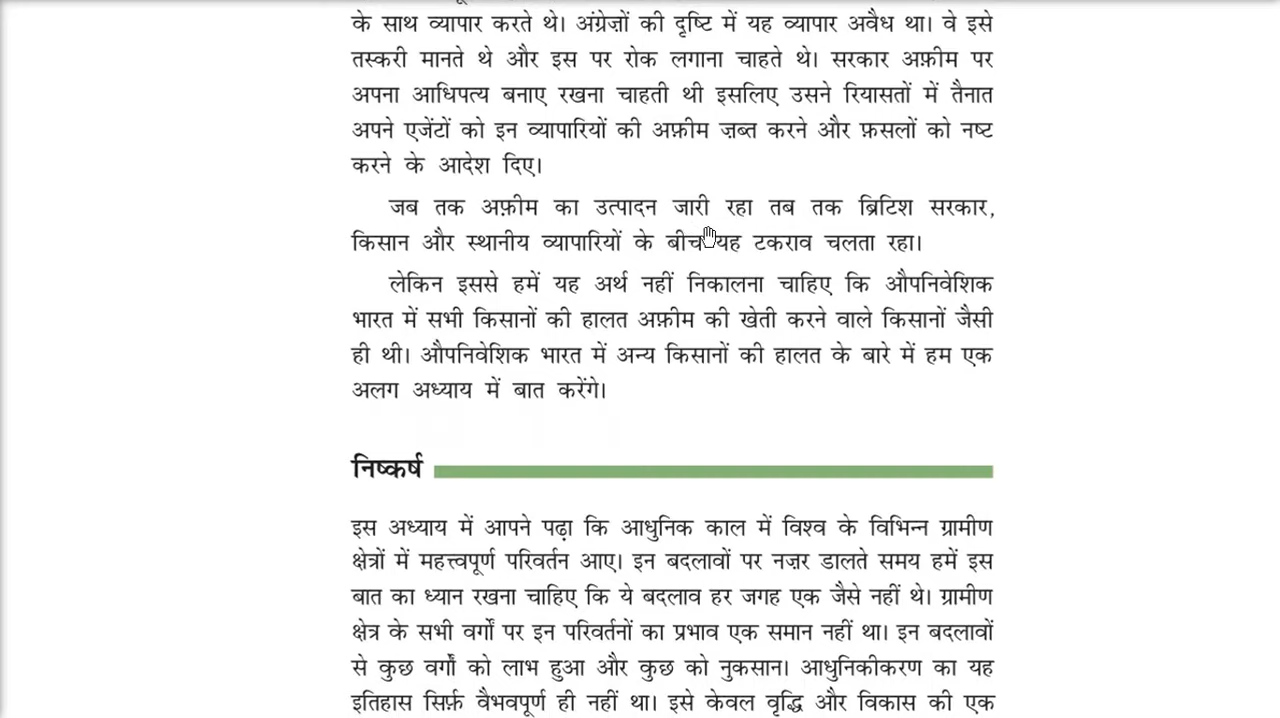 के साथ व्यापार करते थे। अंग्रेज़ों की दृष्टि में यह व्यापार अवैध था। वे इसे
तस्करी मानते थे और इस पर रोक लगाना चाहते थे। सरकार अफ़ीम पर
अपना आधिपत्य बनाए रखना चाहती थी इसलिए उसने रियासतों में तैनात
अपने एजेंटों को इन व्यापारियों की अफ़ीम ज़ब्त करने और फ़सलों को नष्ट
करने के आदेश दिए।
जब तक अफ़ीम का उत्पादन जारी रहा तब तक ब्रिटिश सरकार,
किसान और स्थानीय व्यापारियों के बीच यह टकराव चलता रहा।
लेकिन इससे हमें यह अर्थ नहीं निकालना चाहिए कि औपनिवेशिक
भारत में सभी किसानों की हालत अफ़ीम की खेती करने वाले किसानों जैसी
ही थी। औपनिवेशिक भारत में अन्य किसानों की हालत के बारे में हम एक
अलग अध्याय में बात करेंगे।
निष्कर्ष
इस अध्याय में आपने पढ़ा कि आधुनिक काल में विश्व के विभिन्न ग्रामीण
क्षेत्रों में महत्त्वपूर्ण परिवर्तन आए। इन बदलावों पर नज़र डालते समय हमें इस
बात का ध्यान रखना चाहिए कि ये बदलाव हर जगह एक जैसे नहीं थे। ग्रामीण
क्षेत्र के सभी वर्गों पर इन परिवर्तनों का प्रभाव एक समान नहीं था। इन बदलावों
से कुछ वर्गों को लाभ हुआ और कुछ को नुकसान। आधुनिकीकरण का यह
इतिहास सिर्फ़ वैभवपूर्ण ही नहीं था। इसे केवल वृद्धि और विकास की एक